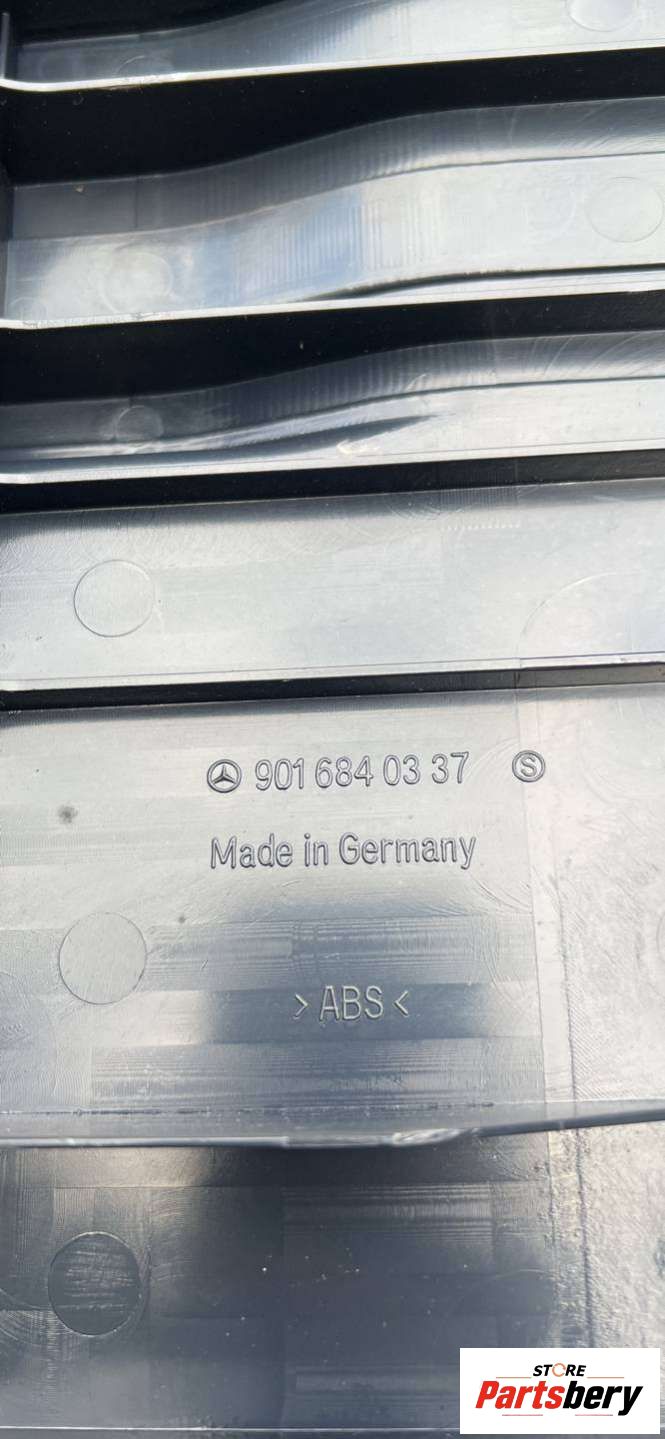 901 684 03 37 Ⓢ
Made in Germany
>ABS<
STORE
Partsbery